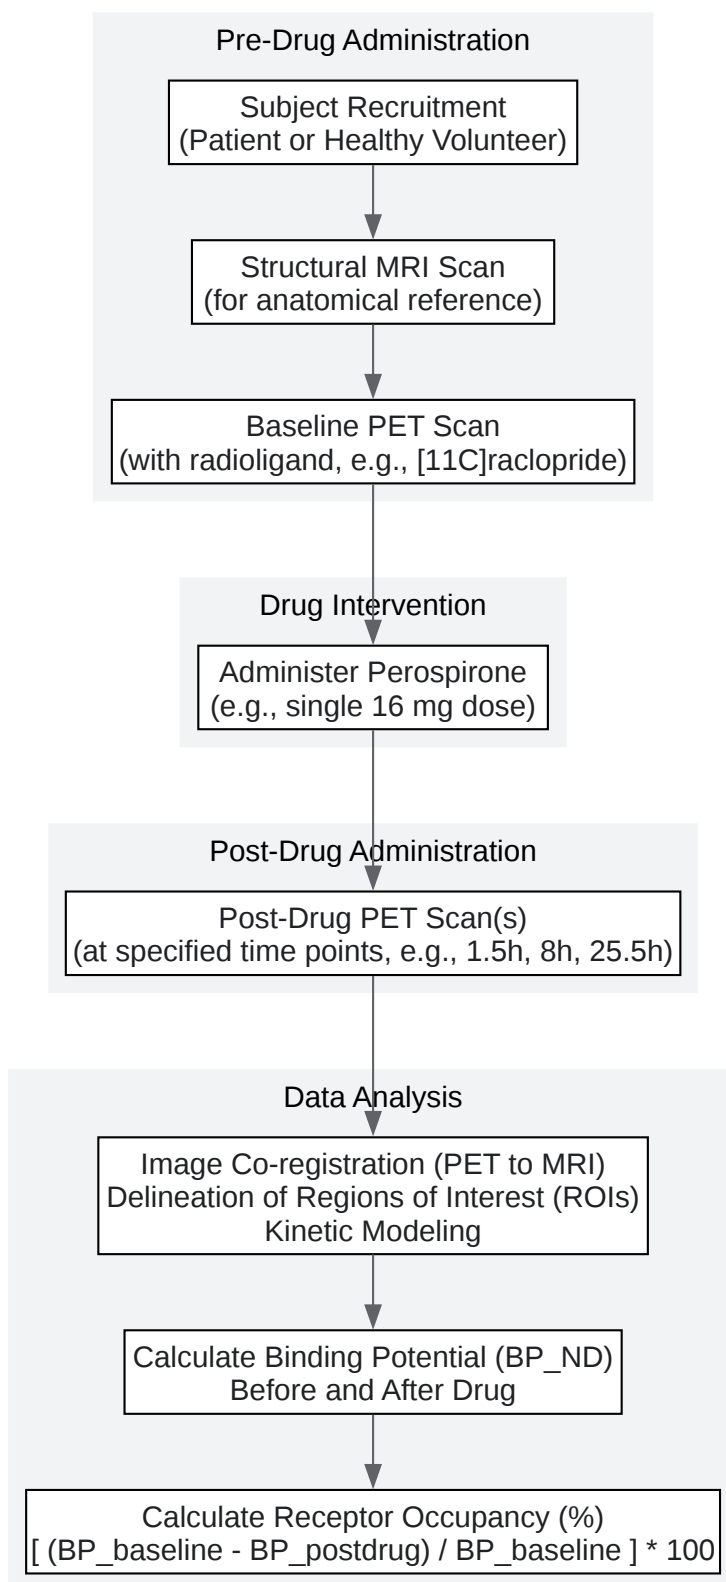 Pre-Drug Administration
Subject Recruitment
(Patient or Healthy Volunteer)
Structural MRI Scan
(for anatomical reference)
Baseline PET Scan
(with radioligand, e.g., [11C]raclopride)
Drug Intervention
Administer Perospirone
(e.g., single 16 mg dose)
Post-Drug Administration
Post-Drug PET Scan(s)
(at specified time points, e.g., 1.5h, 8h, 25.5h)
Data Analysis
Image Co-registration (PET to MRI)
Delineation of Regions of Interest (ROIs)
Kinetic Modeling
Calculate Binding Potential (BP_ND)
Before and After Drug
Calculate Receptor Occupancy (%)
[ (BP_baseline - BP_postdrug) / BP_baseline ] * 100